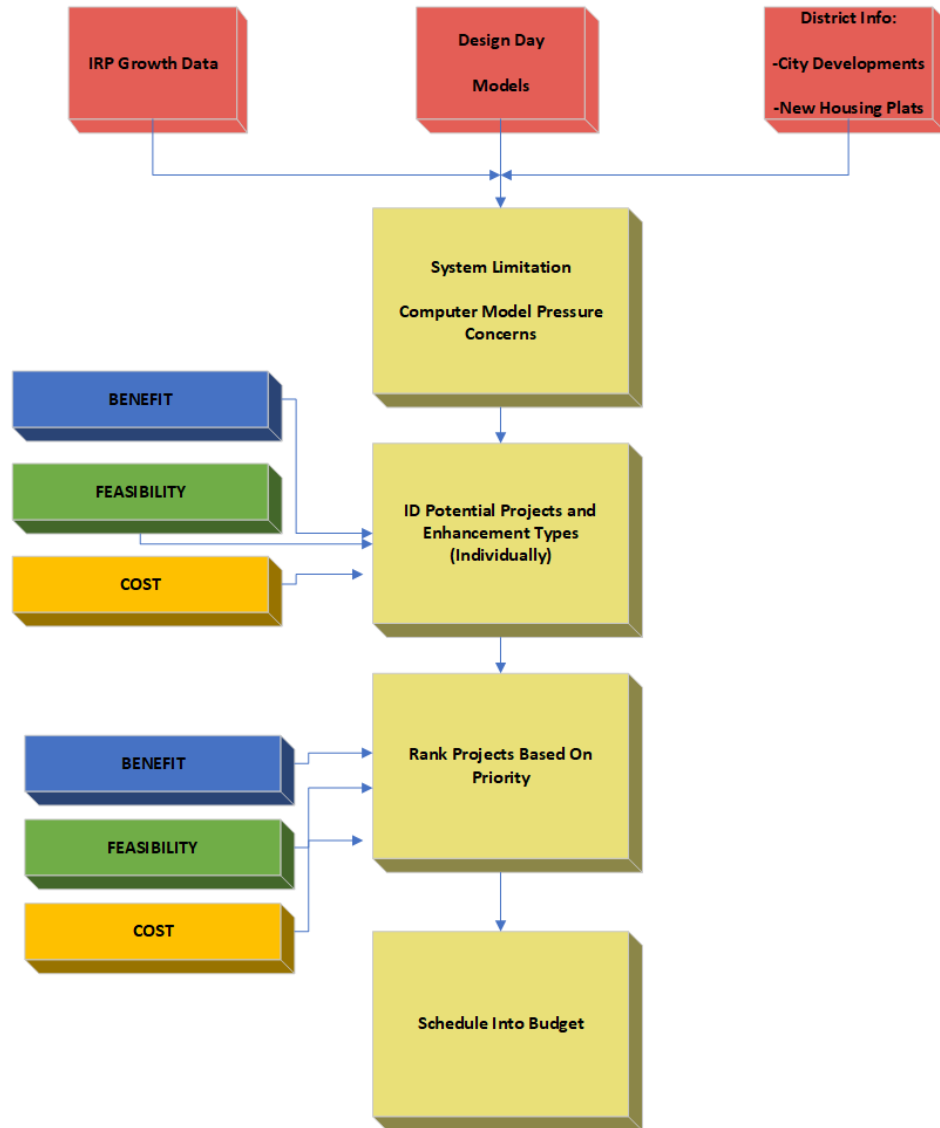 IRP Growth Data
Design Day
Models
District Info:
-City Developments
-New Housing Plats
System Limitation
Computer Model Pressure
Concerns
BENEFIT
FEASIBILITY
COST
ID Potential Projects and
Enhancement Types
(Individually)
BENEFIT
FEASIBILITY
COST
Rank Projects Based On
Priority
Schedule Into Budget